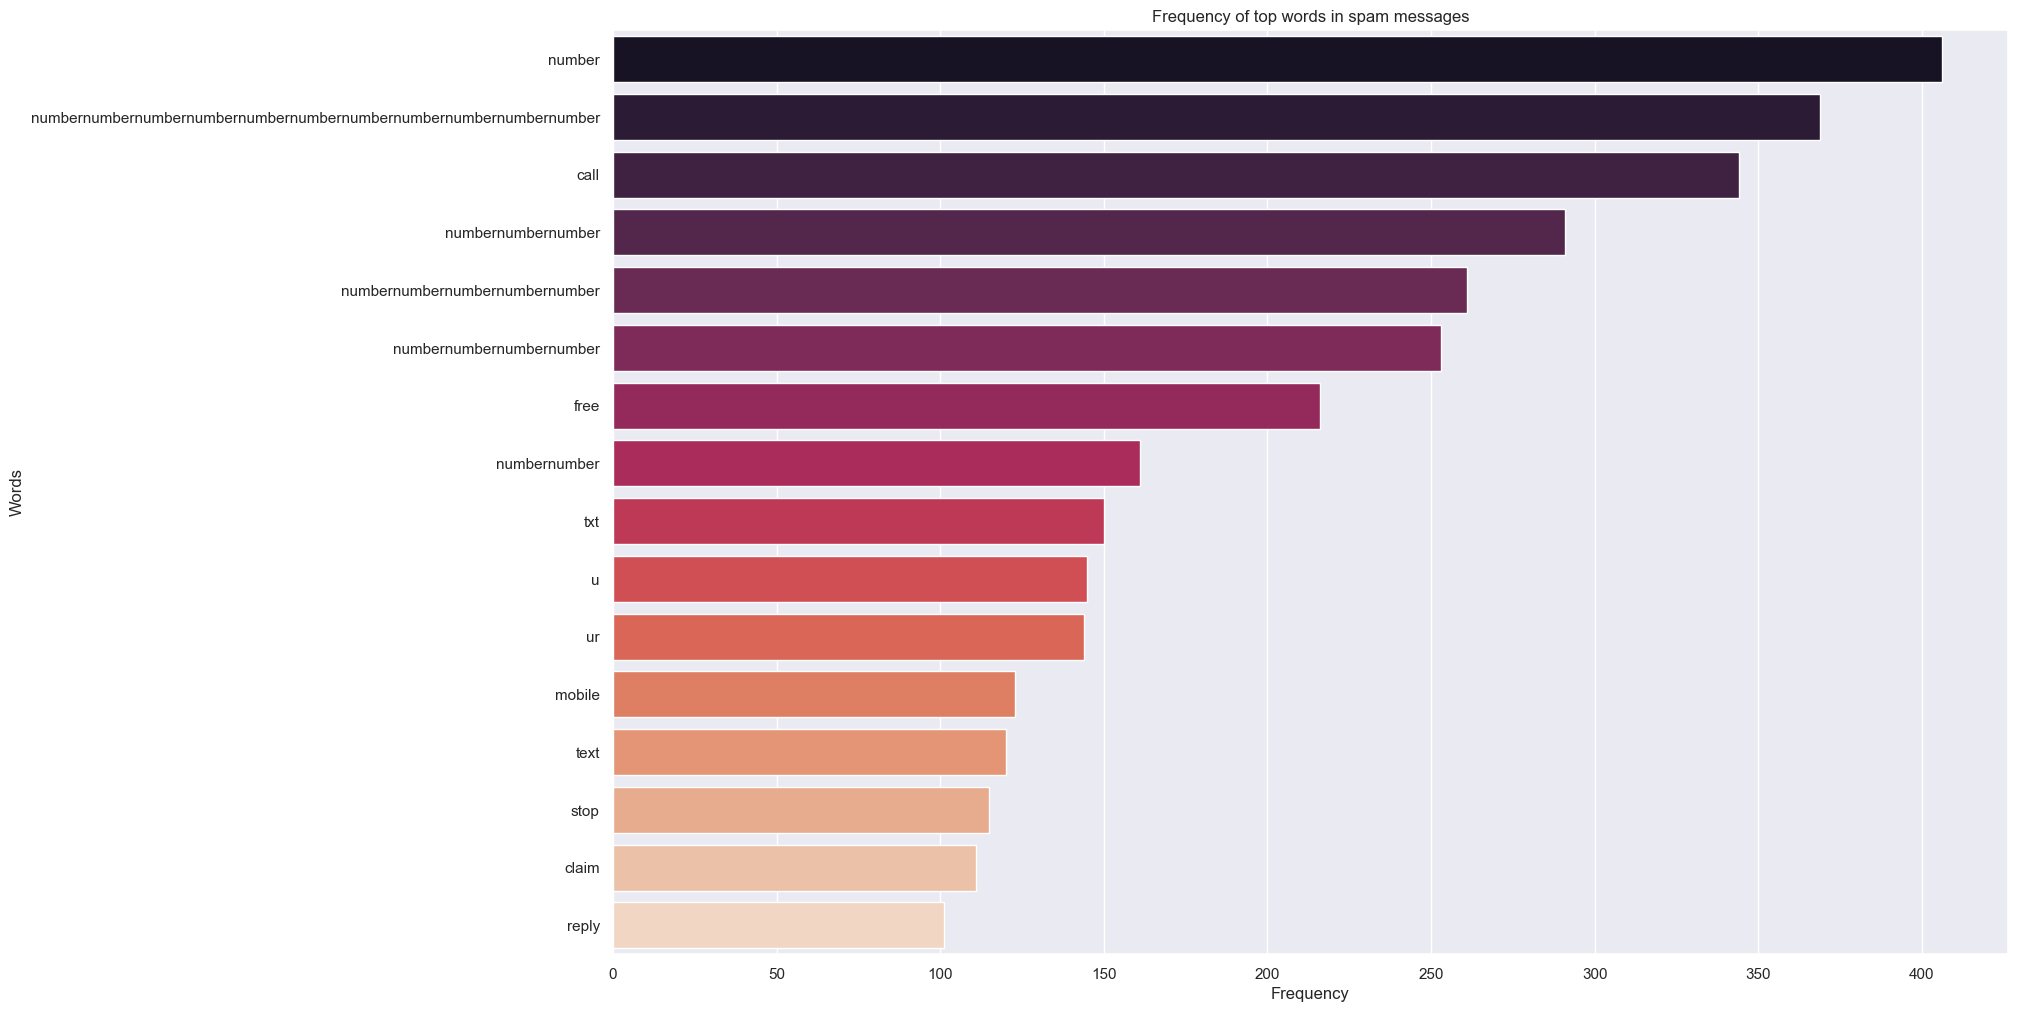 Frequency of top words in spam messages
number
numbernumbernumbernumbernumbernumbernumbernumbernumbernumbernumber
call
numbernumbernumber
numbernumbernumbernumbernumber
numbernumbernumbernumber
free
numbernumber
txt
u
ur
mobile
text
stop
claim
reply
Words
0 50 100 150 200 250 300 350 400
Frequency